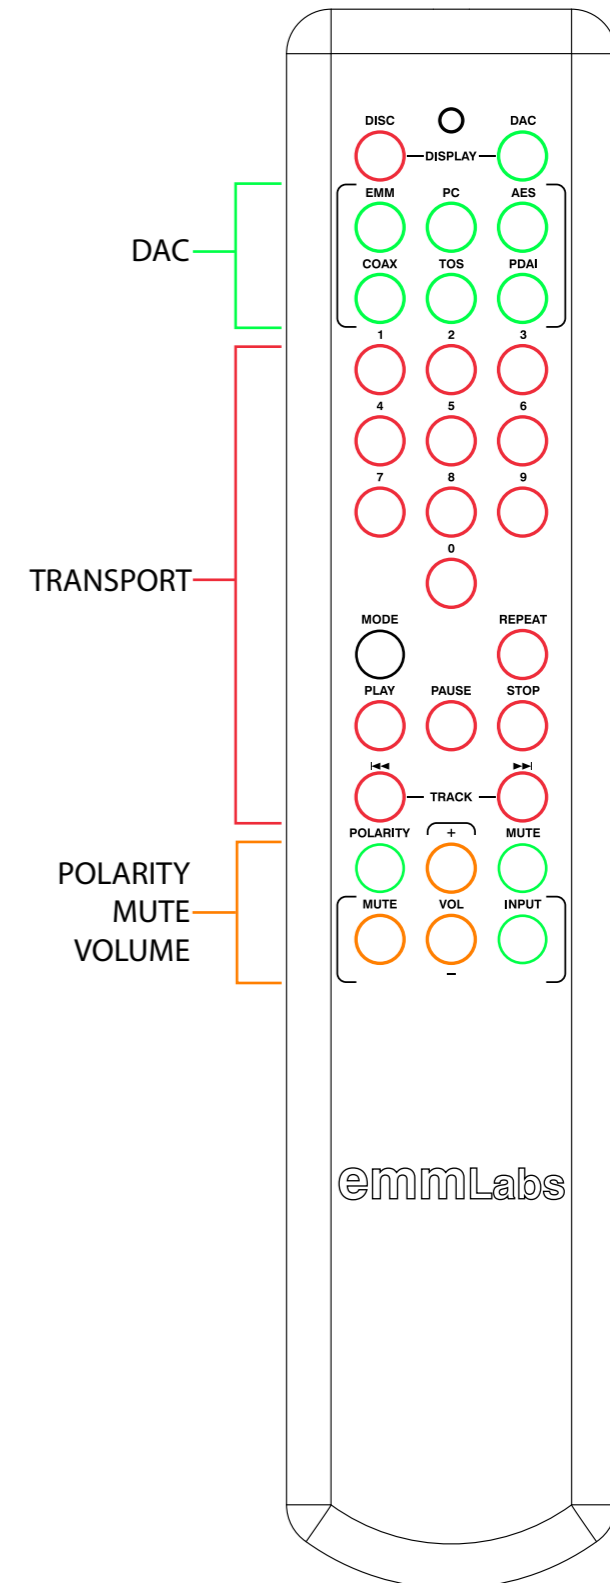 DISC DAC
DISPLAY
EMM PC AES
DAC
COAX TOS PDAI
1 2 3
4 5 6
7 8 9
0
TRANSPORT
MODE REPEAT
PLAY PAUSE STOP
TRACK
POLARITY + MUTE
POLARITY
MUTE
VOLUME
MUTE VOL INPUT
–
emmLabs